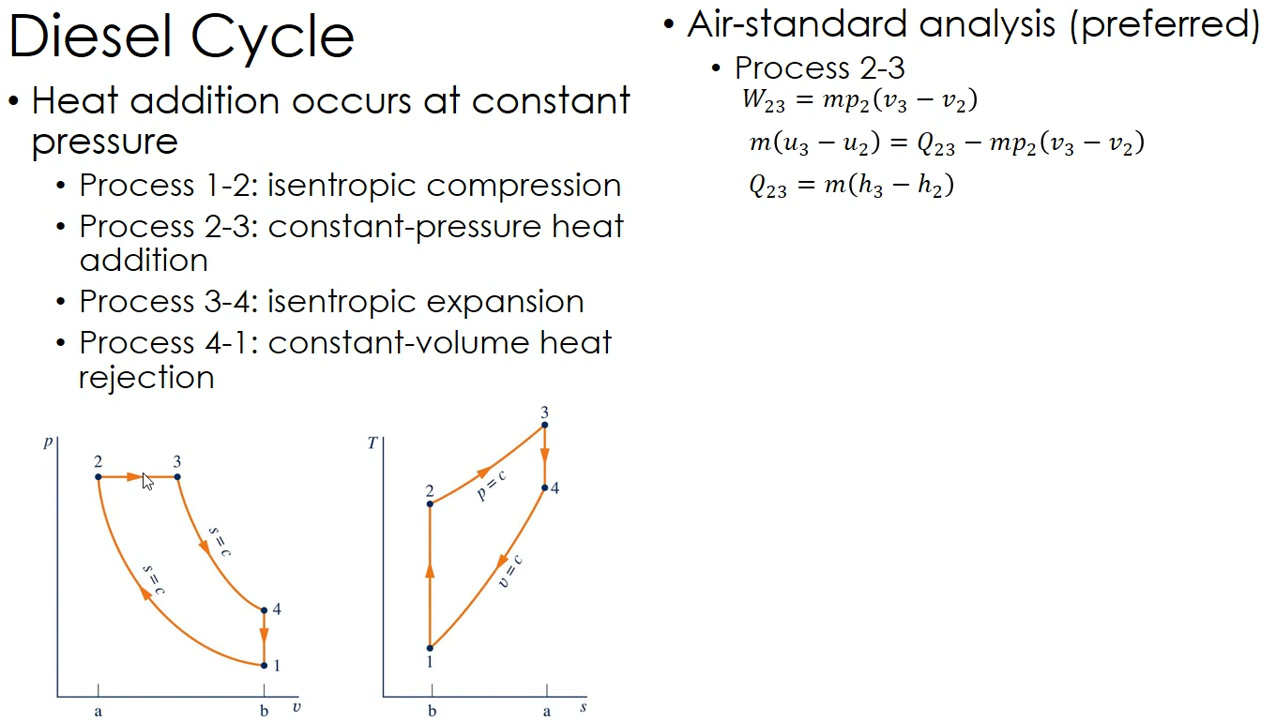 Diesel Cycle
• Heat addition occurs at constant
pressure
• Process 1-2: isentropic compression
• Process 2-3: constant-pressure heat
addition
• Process 3-4: isentropic expansion
• Process 4-1: constant-volume heat
rejection
p
2
3
s = c
s = c
4
1
a
b
v
T
3
2
p = c
4
v = c
1
b
a
s
• Air-standard analysis (preferred)
• Process 2-3
𝑊₂₃ = 𝑚𝑝₂(𝑣₃ − 𝑣₂)
𝑚(𝑢₃ − 𝑢₂) = 𝑄₂₃ − 𝑚𝑝₂(𝑣₃ − 𝑣₂)
𝑄₂₃ = 𝑚(ℎ₃ − ℎ₂)